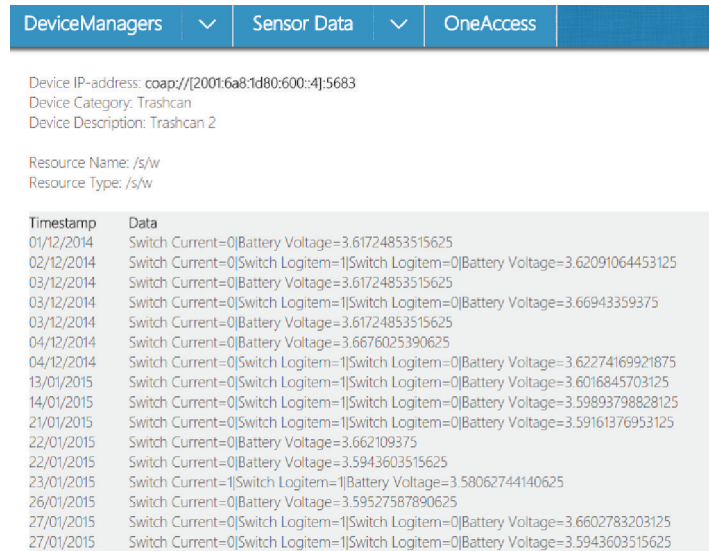 DeviceManagers Sensor Data OneAccess
Device IP-address: coap://[2001:6a8:1d80:600::4]:5683
Device Category: Trashcan
Device Description: Trashcan 2
Resource Name: /s/w
Resource Type: /s/w
Timestamp Data
01/12/2014 Switch Current=0|Battery Voltage=3.61724853515625
02/12/2014 Switch Current=0|Switch Logitem=1|Switch Logitem=0|Battery Voltage=3.62091064453125
03/12/2014 Switch Current=0|Battery Voltage=3.61724853515625
03/12/2014 Switch Current=0|Switch Logitem=1|Switch Logitem=0|Battery Voltage=3.66943359375
03/12/2014 Switch Current=0|Battery Voltage=3.61724853515625
04/12/2014 Switch Current=0|Battery Voltage=3.6676025390625
04/12/2014 Switch Current=0|Switch Logitem=1|Switch Logitem=0|Battery Voltage=3.62274169921875
13/01/2015 Switch Current=0|Switch Logitem=1|Switch Logitem=0|Battery Voltage=3.6016845703125
14/01/2015 Switch Current=0|Switch Logitem=1|Switch Logitem=0|Battery Voltage=3.59893798828125
21/01/2015 Switch Current=0|Switch Logitem=1|Switch Logitem=0|Battery Voltage=3.59161376953125
22/01/2015 Switch Current=0|Battery Voltage=3.662109375
22/01/2015 Switch Current=0|Battery Voltage=3.5943603515625
23/01/2015 Switch Current=1|Switch Logitem=1|Battery Voltage=3.58062744140625
26/01/2015 Switch Current=0|Battery Voltage=3.59527587890625
27/01/2015 Switch Current=0|Switch Logitem=1|Switch Logitem=0|Battery Voltage=3.6602783203125
27/01/2015 Switch Current=0|Switch Logitem=1|Switch Logitem=0|Battery Voltage=3.5943603515625